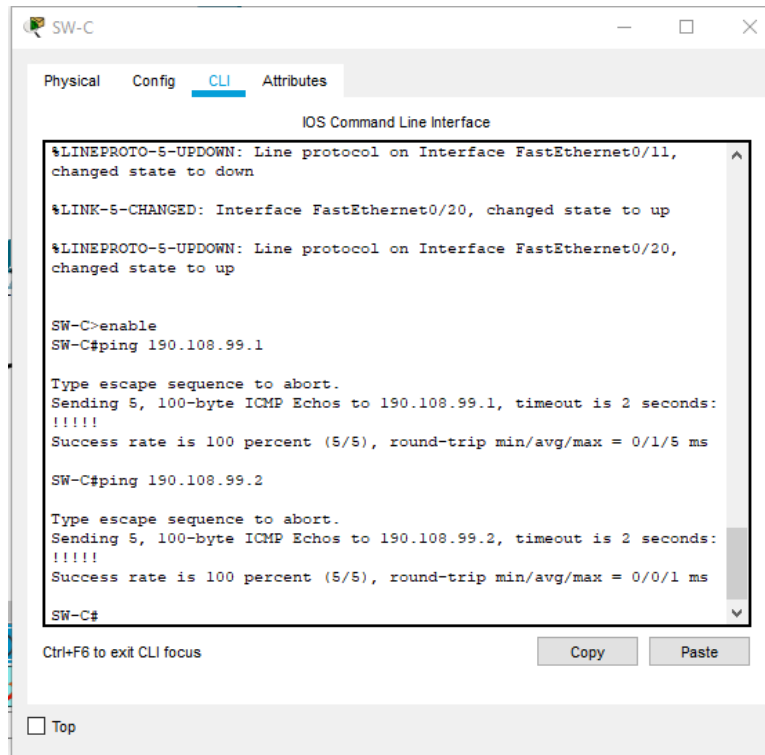 SW-C
Physical Config CLI Attributes
IOS Command Line Interface
%LINEPROTO-5-UPDOWN: Line protocol on Interface FastEthernet0/11,
changed state to down
%LINK-5-CHANGED: Interface FastEthernet0/20, changed state to up
%LINEPROTO-5-UPDOWN: Line protocol on Interface FastEthernet0/20,
changed state to up
SW-C>enable
SW-C#ping 190.108.99.1
Type escape sequence to abort.
Sending 5, 100-byte ICMP Echos to 190.108.99.1, timeout is 2 seconds:
!!!!!
Success rate is 100 percent (5/5), round-trip min/avg/max = 0/1/5 ms
SW-C#ping 190.108.99.2
Type escape sequence to abort.
Sending 5, 100-byte ICMP Echos to 190.108.99.2, timeout is 2 seconds:
!!!!!
Success rate is 100 percent (5/5), round-trip min/avg/max = 0/0/1 ms
SW-C#
Ctrl+F6 to exit CLI focus Copy Paste
Top